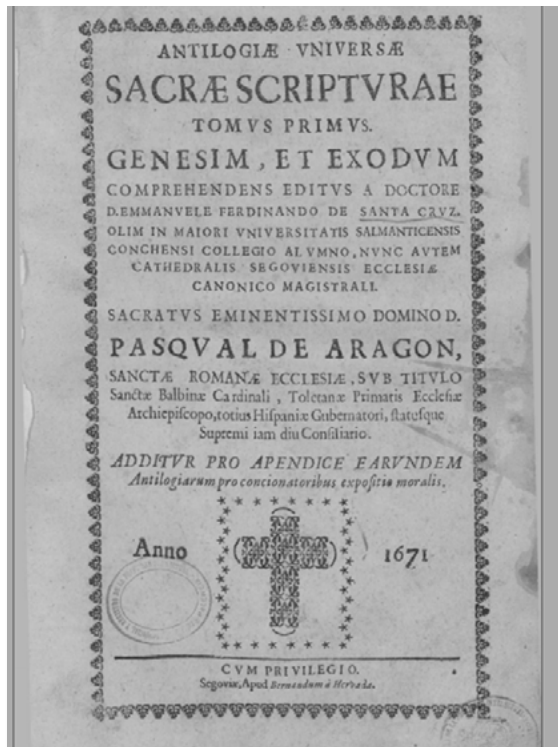 ANTILOGIÆ VNIVERSÆ
SACRÆ SCRIPTVRAE
TOMVS PRIMVS.
GENESIM, ET EXODVM
COMPREHENDENS EDITVS A DOCTORE
D.EMMANVELE FERDINANDO DE SANTA CRVZ.
OLIM IN MAIORI VNIVERSITATIS SALMANTICENSIS
CONCHENSI COLLEGIO ALVMNO, NVNC AVTEM
CATHEDRALIS SEGOVIENSIS ECCLESIÆ
CANONICO MAGISTRALI.
SACRATVS EMINENTISSIMO DOMINO D.
PASQVAL DE ARAGON,
SANCTÆ ROMANÆ ECCLESIÆ, SVB TITVLO
Sanctæ Balbinæ Cardinali, Toletanæ Primatis Ecclesiæ
Archiepiscopo, totius Hispaniæ Gubernatori, statusque
Supremi iam diu Consiliario.
ADDITVR PRO APENDICE EARVNDEM
Antilogiarum pro concionatoribus expositio moralis.
Anno 1671
CVM PRIVILEGIO.
Segoviæ, Apud Bernardum à Hervada.